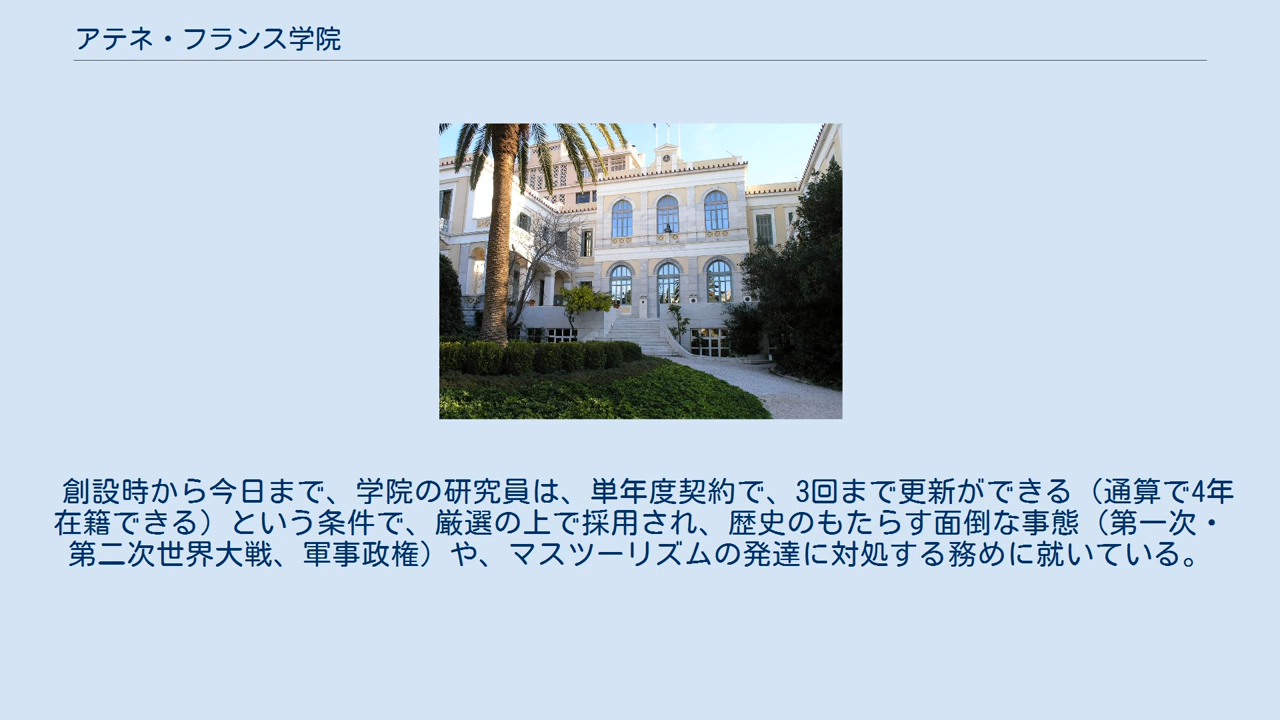 アテネ・フランス学院
創設時から今日まで、学院の研究員は、単年度契約で、3回まで更新ができる（通算で4年
在籍できる）という条件で、厳選の上で採用され、歴史のもたらす面倒な事態（第一次・
第二次世界大戦、軍事政権）や、マスツーリズムの発達に対処する務めに就いている。